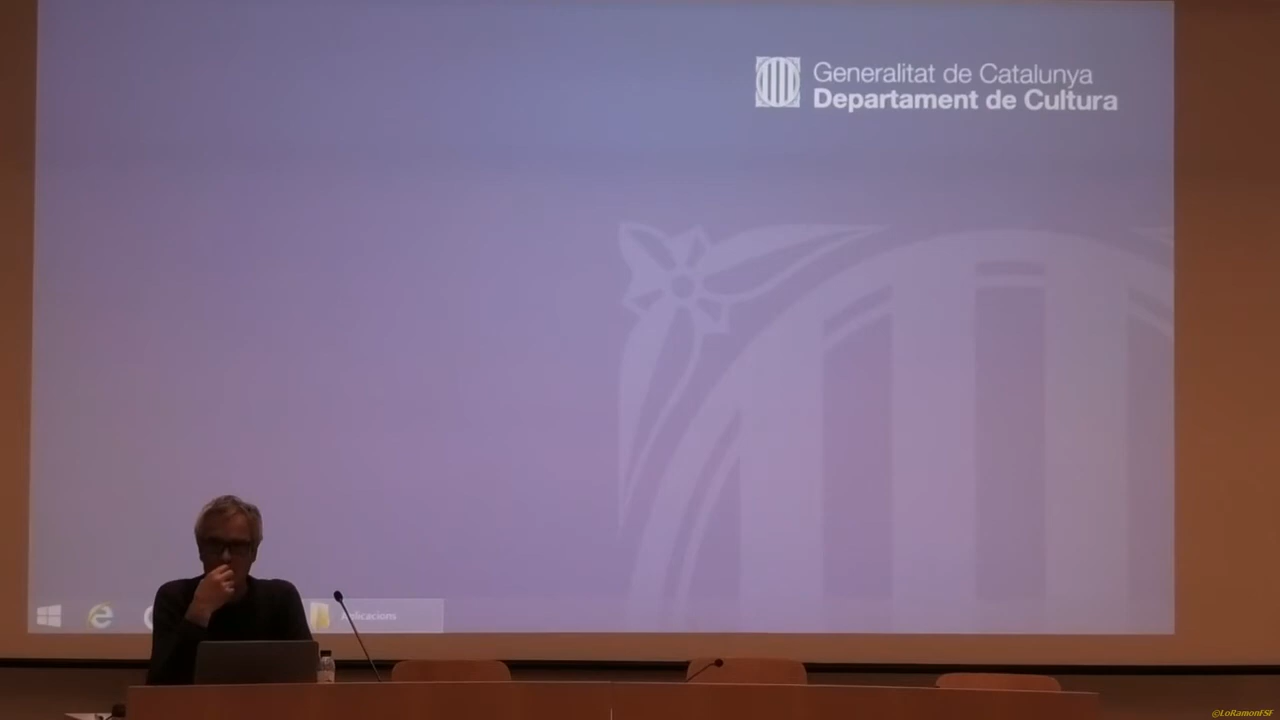 Generalitat de Catalunya
Departament de Cultura
Aplicacions
©LoRamonFSF